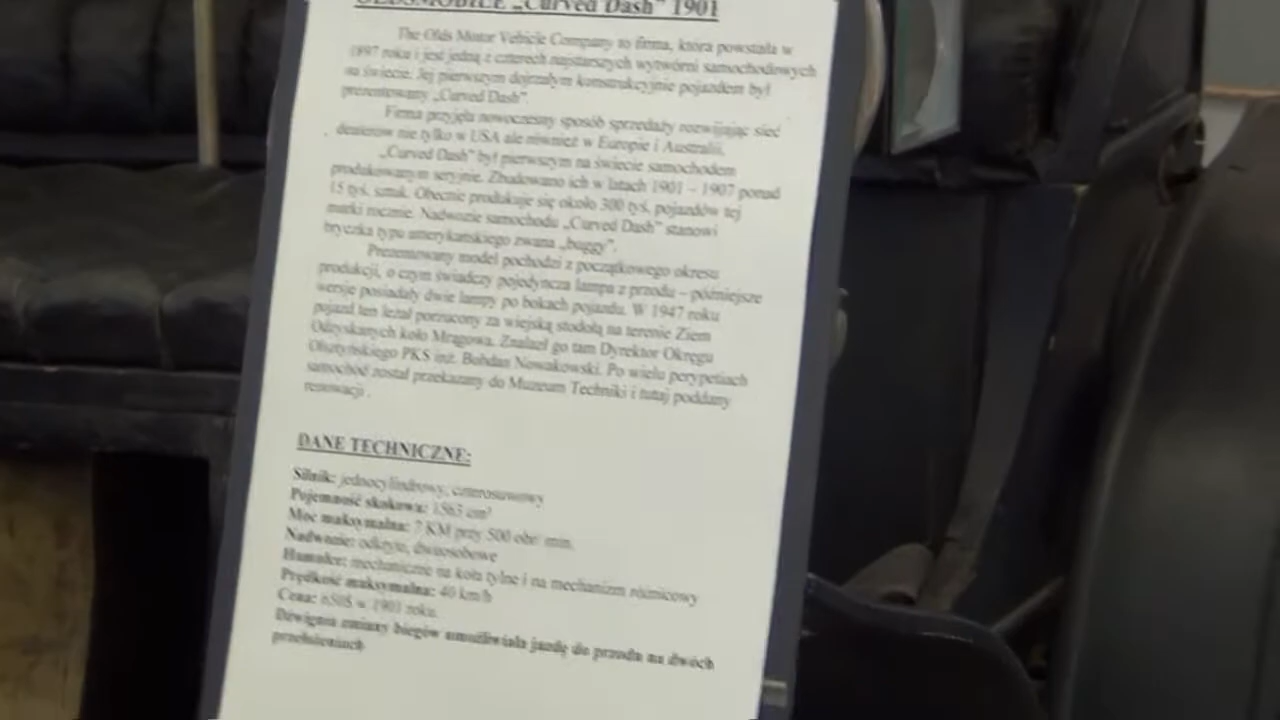 OLDSMOBILE „Curved Dash” 1901
The Olds Motor Vehicle Company to firma, która powstała w
1897 roku i jest jedną z czterech najstarszych wytwórni samochodowych
na świecie. Jej pierwszym dojrzałym konstrukcyjnie pojazdem był
prezentowany „Curved Dash”.
Firma przyjęła nowoczesny sposób sprzedaży rozwijając sieć
dealerów nie tylko w USA ale również w Europie i Australii.
„Curved Dash” był pierwszym na świecie samochodem
produkowanym seryjnie. Zbudowano ich w latach 1901 – 1907 ponad
15 tyś. sztuk. Obecnie produkuje się około 300 tyś. pojazdów tej
marki rocznie. Nadwozie samochodu „Curved Dash” stanowi
bryczka typu amerykańskiego zwana „buggy”.
Prezentowany model pochodzi z początkowego okresu
produkcji, o czym świadczy pojedyncza lampa z przodu – późniejsze
wersje posiadały dwie lampy po bokach pojazdu. W 1947 roku
pojazd ten leżał porzucony za wiejską stodołą na terenie Ziem
Odzyskanych koło Mrągowa. Znalazł go tam Dyrektor Okręgu
Olsztyńskiego PKS inż. Bohdan Nowakowski. Po wielu perypetiach
samochód został przekazany do Muzeum Techniki i tutaj poddany
renowacji .
DANE TECHNICZNE:
Silnik: jednocylindrowy, czterosuwowy
Pojemność skokowa: 1563 cm³
Moc maksymalna: 7 KM przy 500 obr/ min.
Nadwozie: odkryte, dwuosobowe
Hamulce: mechaniczne na koła tylne i na mechanizm różnicowy
Prędkość maksymalna: 40 km/h
Cena: 650$ w 1901 roku.
Dźwignia zmiany biegów umożliwiała jazdę do przodu na dwóch
przełożeniach